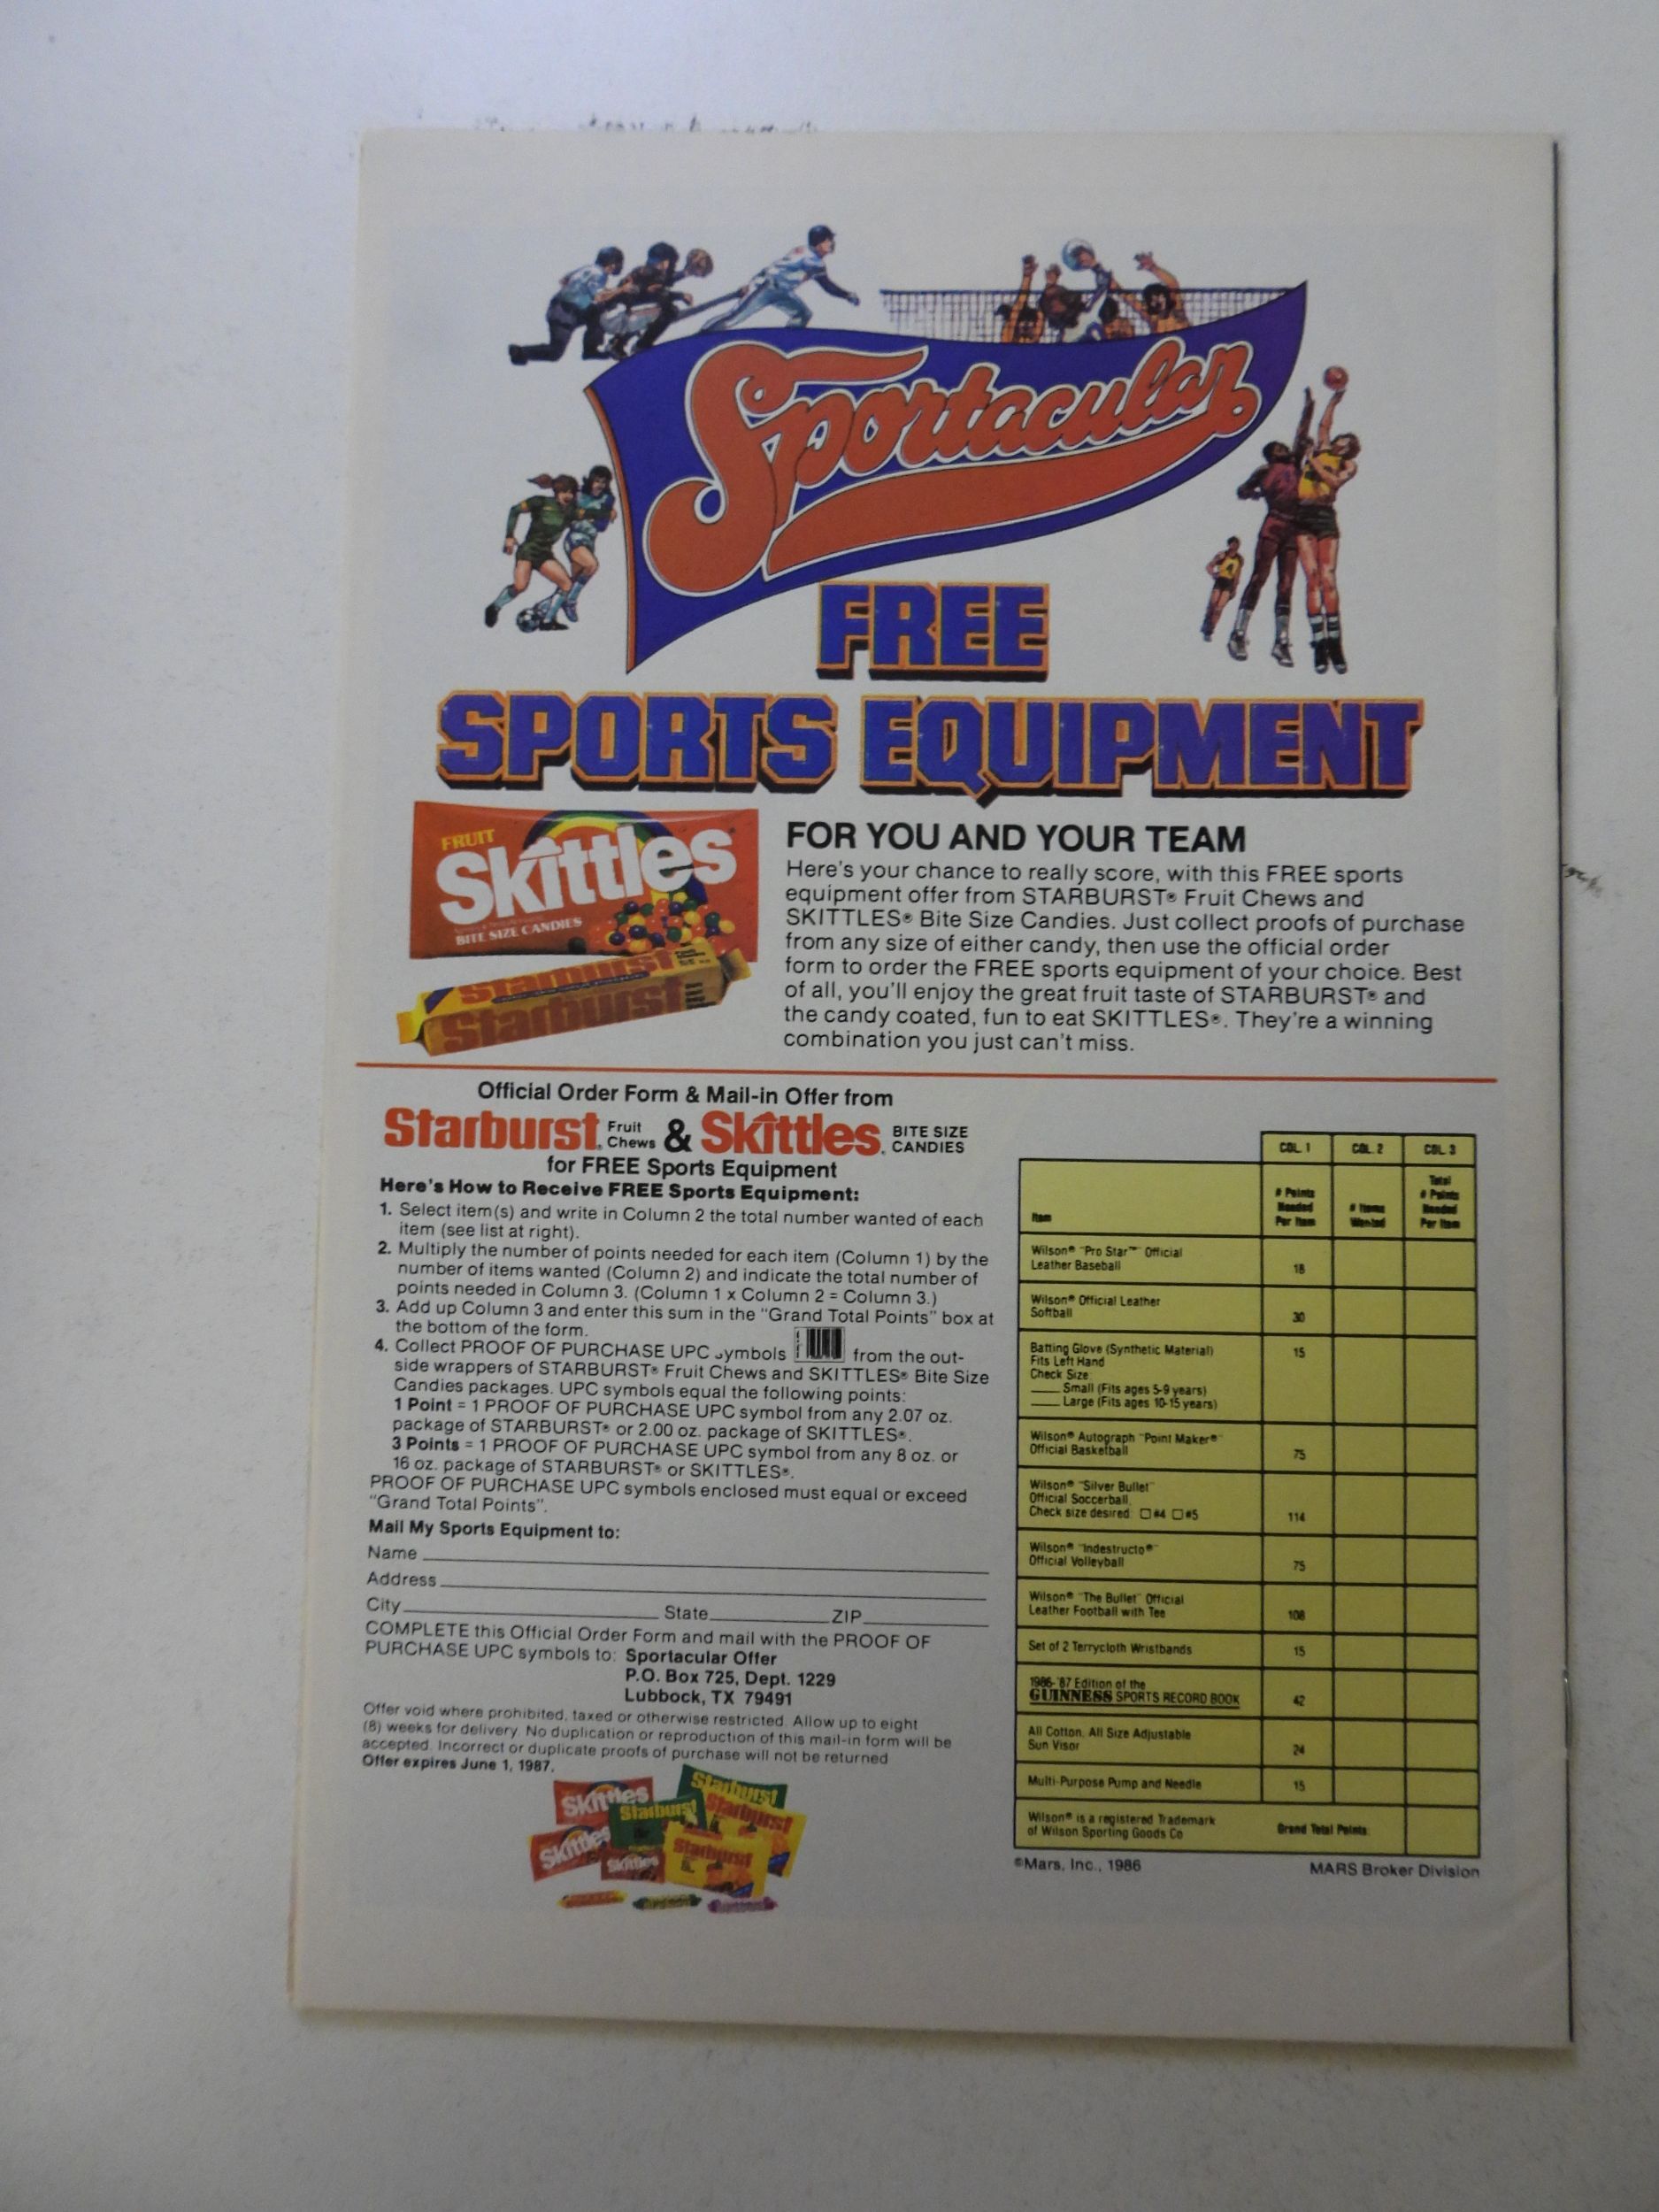 Sportacular
FREE
SPORTS EQUIPMENT
FRUIT
Skittles
BITE SIZE CANDIES
Starburst
Starburst
FOR YOU AND YOUR TEAM
Here's your chance to really score, with this FREE sports
equipment offer from STARBURST® Fruit Chews and
SKITTLES® Bite Size Candies. Just collect proofs of purchase
from any size of either candy, then use the official order
form to order the FREE sports equipment of your choice. Best
of all, you'll enjoy the great fruit taste of STARBURST® and
the candy coated, fun to eat SKITTLES®. They're a winning
combination you just can't miss.
Official Order Form & Mail-in Offer from
Starburst Fruit Chews & Skittles BITE SIZE CANDIES
for FREE Sports Equipment
Here's How to Receive FREE Sports Equipment:
1. Select item(s) and write in Column 2 the total number wanted of each
item (see list at right).
2. Multiply the number of points needed for each item (Column 1) by the
number of items wanted (Column 2) and indicate the total number of
points needed in Column 3. (Column 1 x Column 2 = Column 3.)
3. Add up Column 3 and enter this sum in the "Grand Total Points" box at
the bottom of the form.
4. Collect PROOF OF PURCHASE UPC symbols from the out-
side wrappers of STARBURST® Fruit Chews and SKITTLES® Bite Size
Candies packages. UPC symbols equal the following points:
1 Point = 1 PROOF OF PURCHASE UPC symbol from any 2.07 oz.
package of STARBURST® or 2.00 oz. package of SKITTLES®.
3 Points = 1 PROOF OF PURCHASE UPC symbol from any 8 oz. or
16 oz. package of STARBURST® or SKITTLES®.
PROOF OF PURCHASE UPC symbols enclosed must equal or exceed
"Grand Total Points".
Mail My Sports Equipment to:
Name
Address
City State ZIP
COMPLETE this Official Order Form and mail with the PROOF OF
PURCHASE UPC symbols to: Sportacular Offer
P.O. Box 725, Dept. 1229
Lubbock, TX 79491
Offer void where prohibited, taxed or otherwise restricted. Allow up to eight
(8) weeks for delivery. No duplication or reproduction of this mail-in form will be
accepted. Incorrect or duplicate proofs of purchase will not be returned
Offer expires June 1, 1987.
Skittles
Starburst
Starburst
Starburst
Skittles
Skittles
Starburst
COL. 1 COL. 2 COL. 3
Item # Points Needed Per Item # Items Wanted Total # Points Needed Per Item
Wilson® "Pro Star™" Official
Leather Baseball 18
Wilson® Official Leather
Softball 30
Batting Glove (Synthetic Material) 15
Fits Left Hand
Check Size
Small (Fits ages 5-9 years)
Large (Fits ages 10-15 years)
Wilson® Autograph "Point Maker®"
Official Basketball 75
Wilson® "Silver Bullet"
Official Soccerball.
Check size desired: #4 #5 114
Wilson® "Indestructo®"
Official Volleyball 75
Wilson® "The Bullet" Official
Leather Football with Tee 108
Set of 2 Terrycloth Wristbands 15
1986-'87 Edition of the
GUINNESS SPORTS RECORD BOOK 42
All Cotton, All Size Adjustable
Sun Visor 24
Multi-Purpose Pump and Needle 15
Wilson® is a registered Trademark
of Wilson Sporting Goods Co Grand Total Points:
©Mars, Inc., 1986 MARS Broker Division